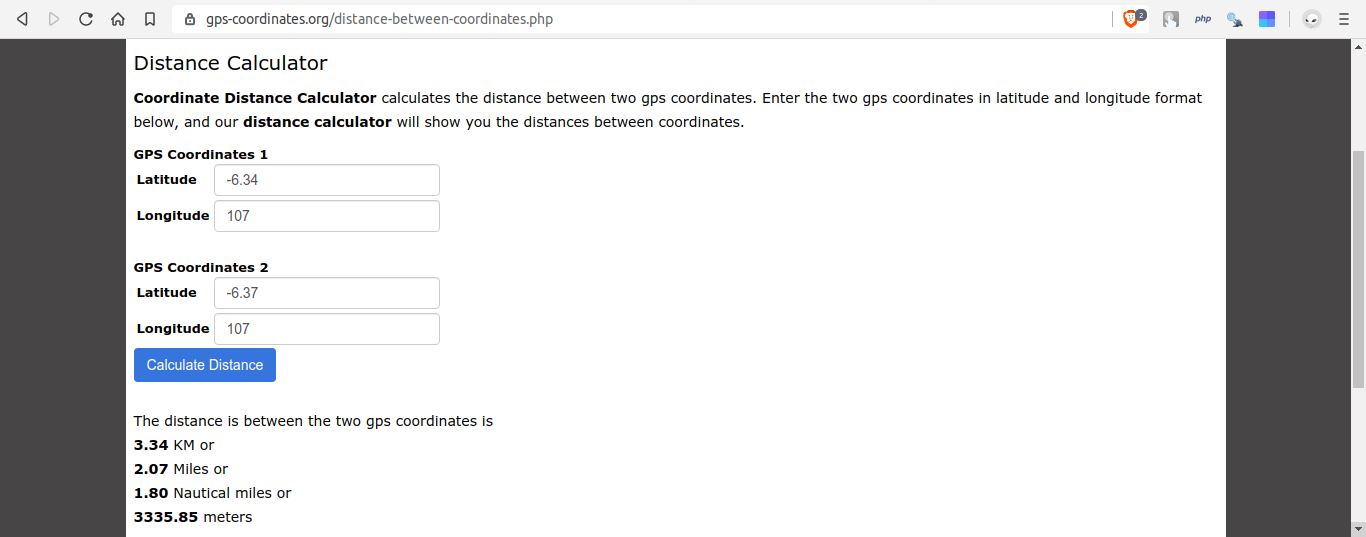 gps-coordinates.org/distance-between-coordinates.php
2
php
Distance Calculator
Coordinate Distance Calculator calculates the distance between two gps coordinates. Enter the two gps coordinates in latitude and longitude format
below, and our distance calculator will show you the distances between coordinates.
GPS Coordinates 1
Latitude -6.34
Longitude 107
GPS Coordinates 2
Latitude -6.37
Longitude 107
Calculate Distance
The distance is between the two gps coordinates is
3.34 KM or
2.07 Miles or
1.80 Nautical miles or
3335.85 meters